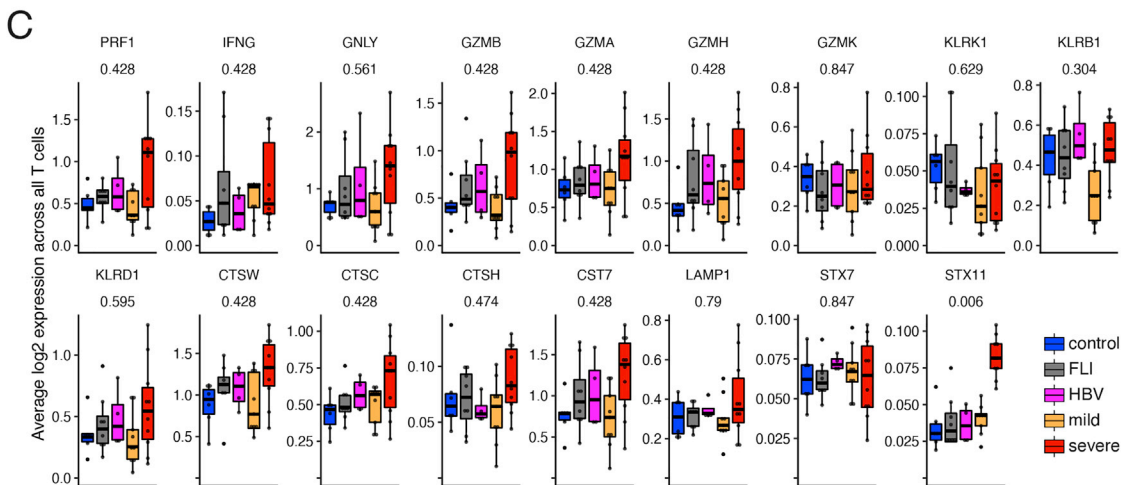 C
PRF1 IFNG GNLY GZMB GZMA GZMH GZMK KLRK1 KLRB1
0.428 0.428 0.561 0.428 0.428 0.428 0.847 0.629 0.304
Average log2 expression across all T cells
1.5 1.0 0.5 0.0
0.15 0.10 0.05 0.00
2 1 0
1.5 1.0 0.5 0.0
2.0 1.5 1.0 0.5 0.0
1.5 1.0 0.5 0.0
0.8 0.6 0.4 0.2 0.0
0.100 0.075 0.050 0.025 0.000
0.8 0.6 0.4 0.2 0.0
KLRD1 CTSW CTSC CTSH CST7 LAMP1 STX7 STX11
0.595 0.428 0.428 0.474 0.428 0.79 0.847 0.006
1.0 0.5 0.0
1.5 1.0 0.5
1.00 0.75 0.50 0.25
0.10 0.05
1.5 1.0 0.5
0.8 0.6 0.4 0.2
0.100 0.075 0.050 0.025
0.100 0.075 0.050 0.025
control
FLI
HBV
mild
severe